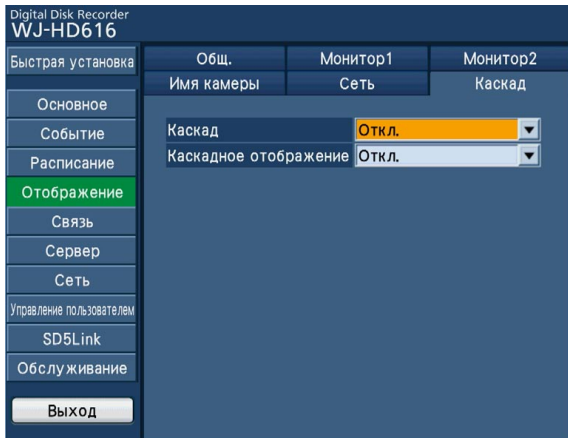 Digital Disk Recorder
WJ-HD616
Быстрая установка
Основное
Событие
Расписание
Отображение
Связь
Сервер
Сеть
Управление пользователем
SD5Link
Обслуживание
Выход
Общ. Монитор1 Монитор2
Имя камеры Сеть Каскад
Каскад Откл.
Каскадное отображение Откл.